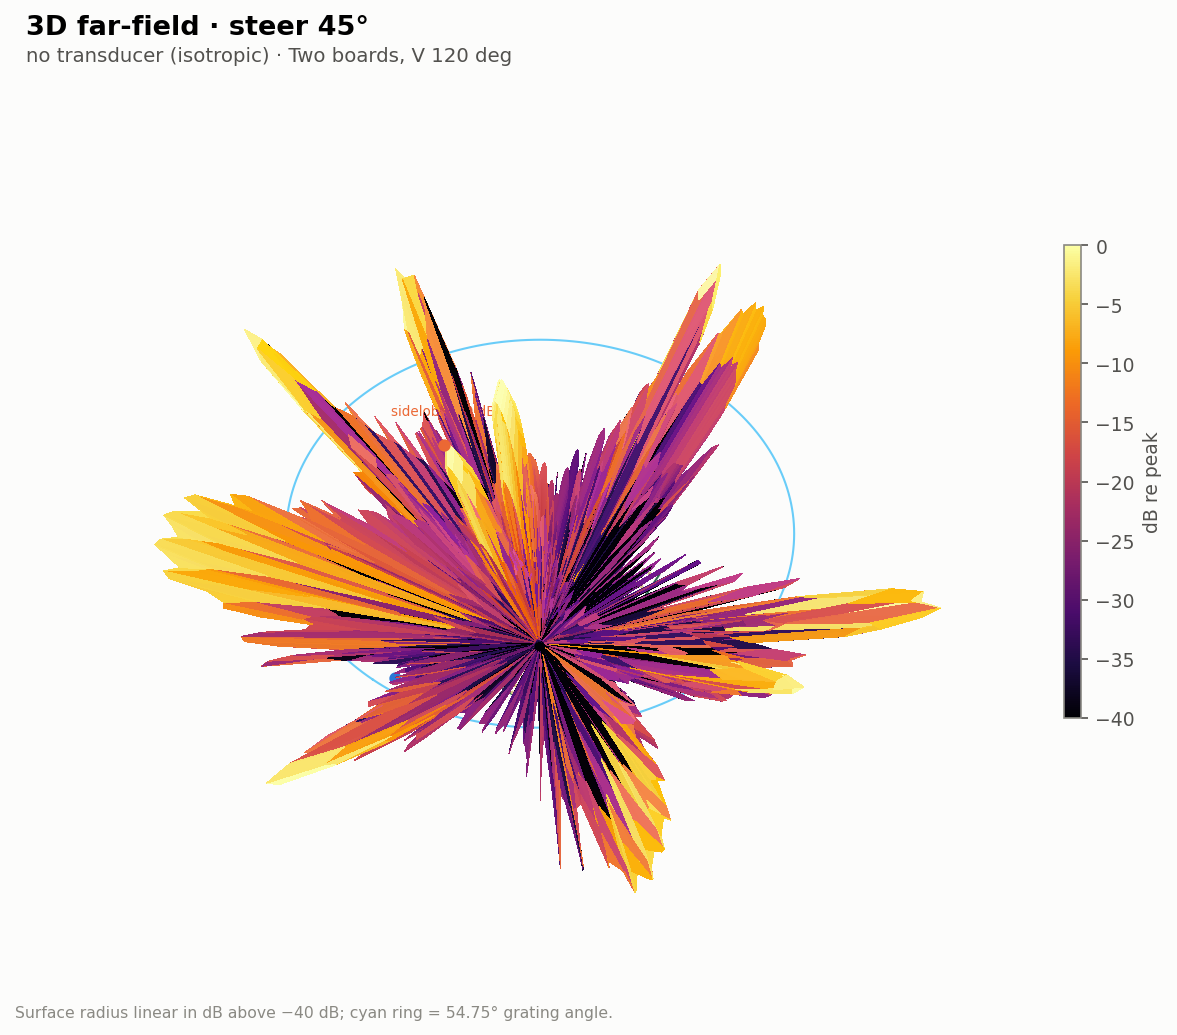 3D far-field · steer 45°
no transducer (isotropic) · Two boards, V 120 deg
0
−5
−10
−15
−20
−25
−30
−35
−40
dB re peak
Surface radius linear in dB above −40 dB; cyan ring = 54.75° grating angle.